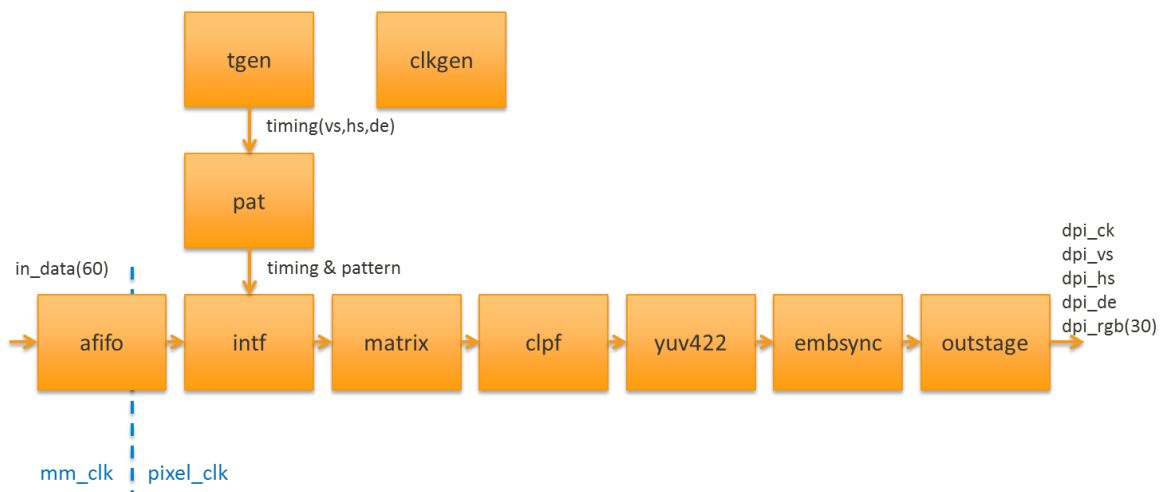 tgen
clkgen
timing(vs,hs,de)
pat
timing & pattern
in_data(60)
dpi_ck
dpi_vs
dpi_hs
dpi_de
dpi_rgb(30)
afifo
intf
matrix
clpf
yuv422
embsync
outstage
mm_clk
pixel_clk